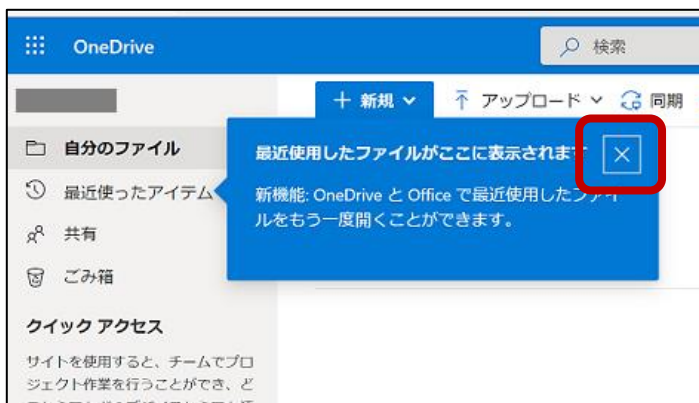 OneDrive
検索
新規
アップロード
同期
自分のファイル
最近使ったアイテム
共有
ごみ箱
最近使用したファイルがここに表示されます
新機能: OneDrive と Office で最近使用したファイ
ルをもう一度開くことができます。
クイック アクセス
サイトを使用すると、チームでプロ
ジェクト作業を行うことができ、ど